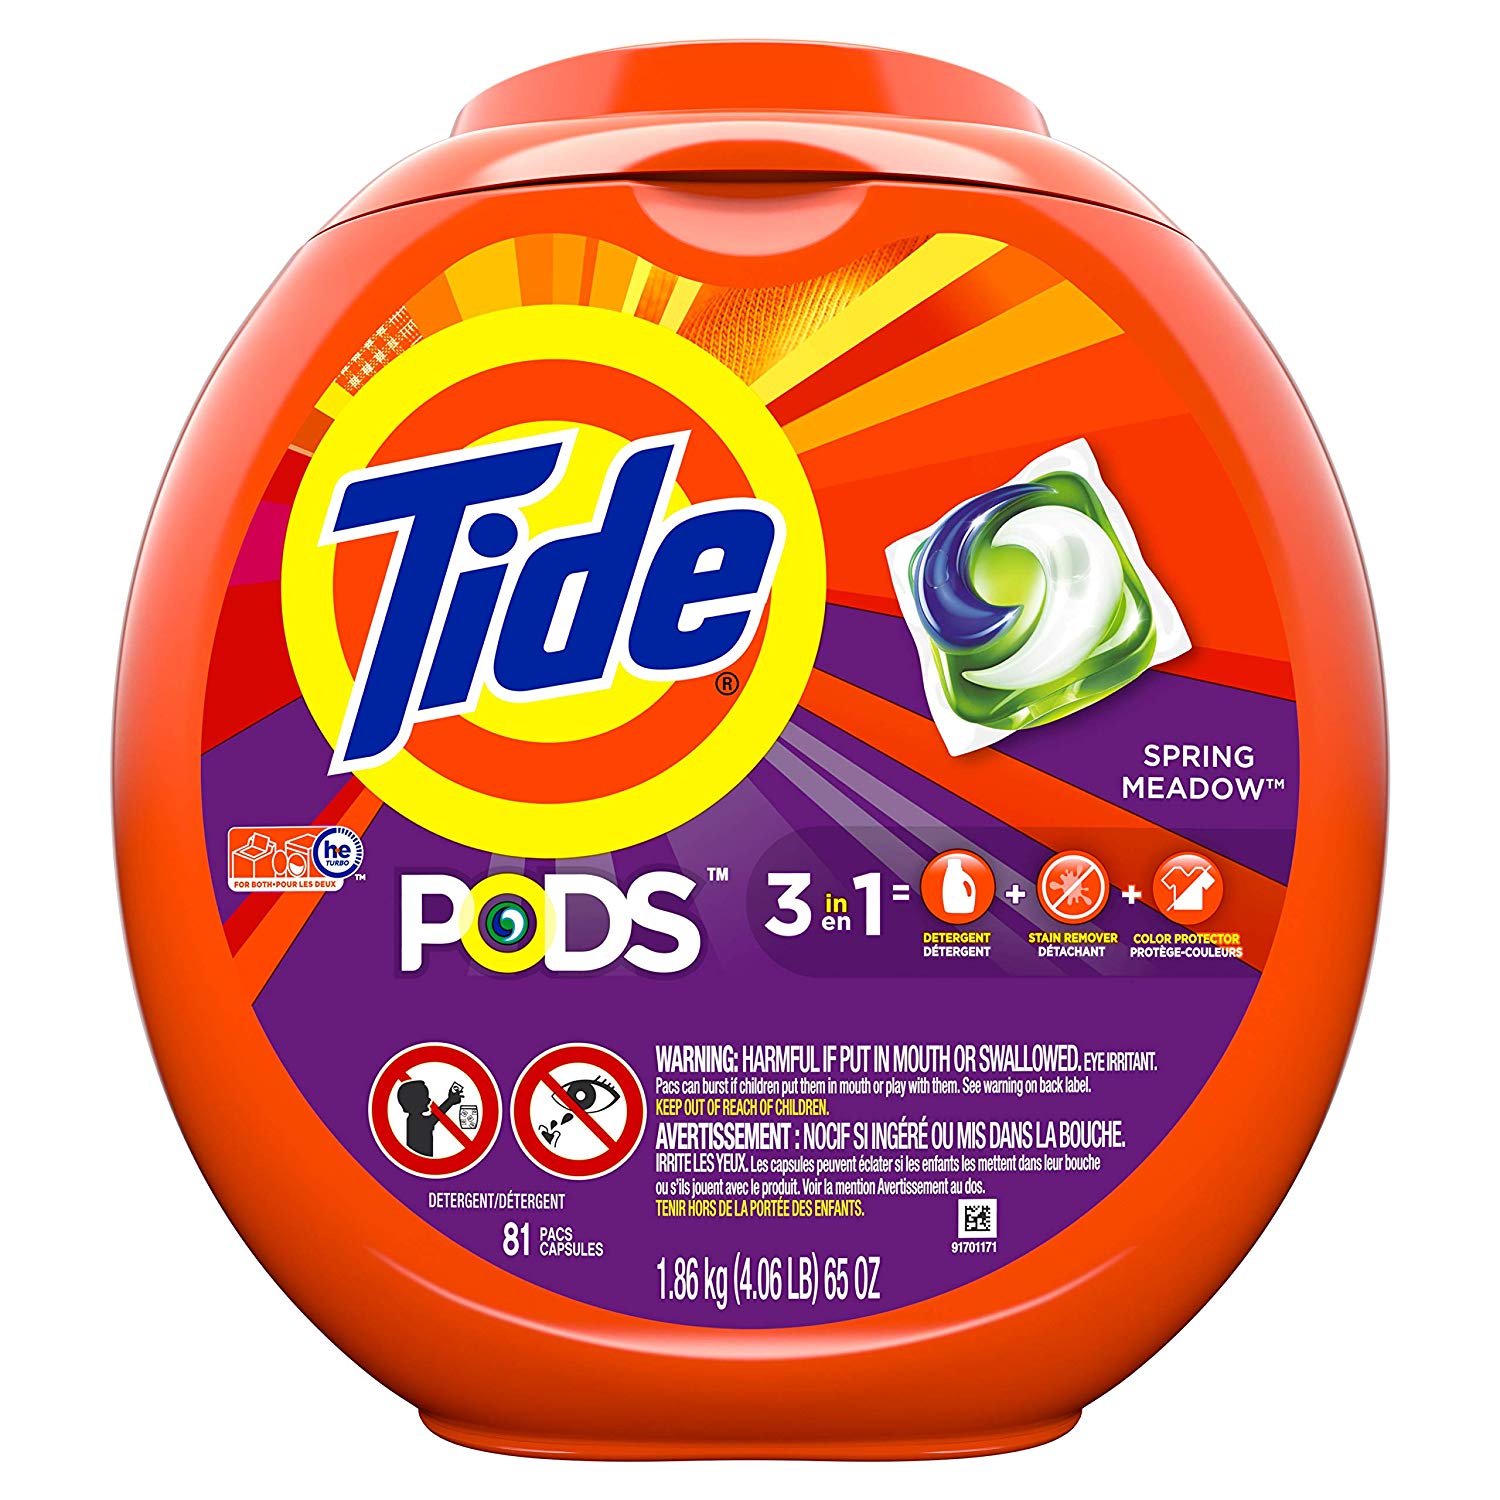 Tide®
SPRING
MEADOW™
he
TURBO
™
FOR BOTH•POUR LES DEUX
PODS™
3 in en 1 =
DETERGENT
DÉTERGENT
+
STAIN REMOVER
DÉTACHANT
+
COLOR PROTECTOR
PROTÈGE-COULEURS
WARNING: HARMFUL IF PUT IN MOUTH OR SWALLOWED. EYE IRRITANT.
Pacs can burst if children put them in mouth or play with them. See warning on back label.
KEEP OUT OF REACH OF CHILDREN.
AVERTISSEMENT : NOCIF SI INGÉRÉ OU MIS DANS LA BOUCHE.
IRRITE LES YEUX. Les capsules peuvent éclater si les enfants les mettent dans leur bouche
ou s'ils jouent avec le produit. Voir la mention Avertissement au dos.
TENIR HORS DE LA PORTÉE DES ENFANTS.
DETERGENT/DÉTERGENT
81 PACS
CAPSULES
91701171
1.86 kg (4.06 LB) 65 OZ